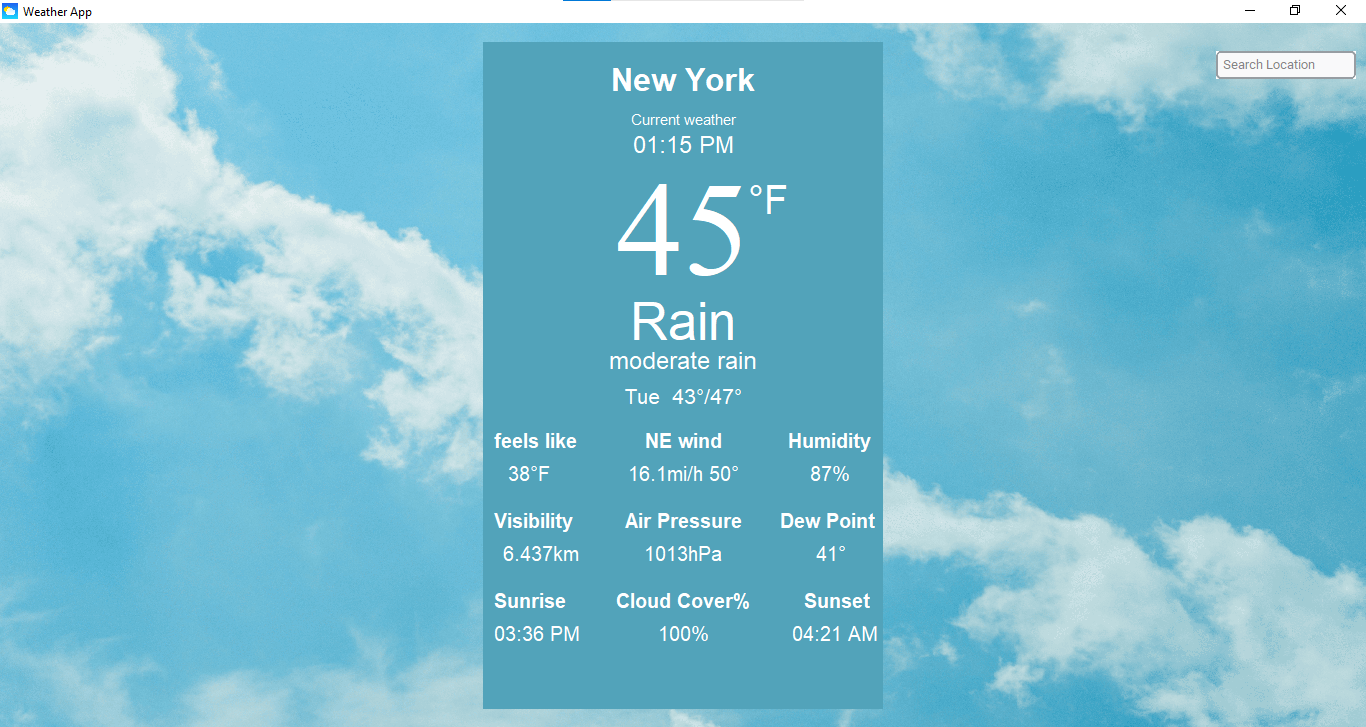 Weather App
Search Location
New York
Current weather
01:15 PM
45 °F
Rain
moderate rain
Tue 43°/47°
feels like NE wind Humidity
38°F 16.1mi/h 50° 87%
Visibility Air Pressure Dew Point
6.437km 1013hPa 41°
Sunrise Cloud Cover% Sunset
03:36 PM 100% 04:21 AM